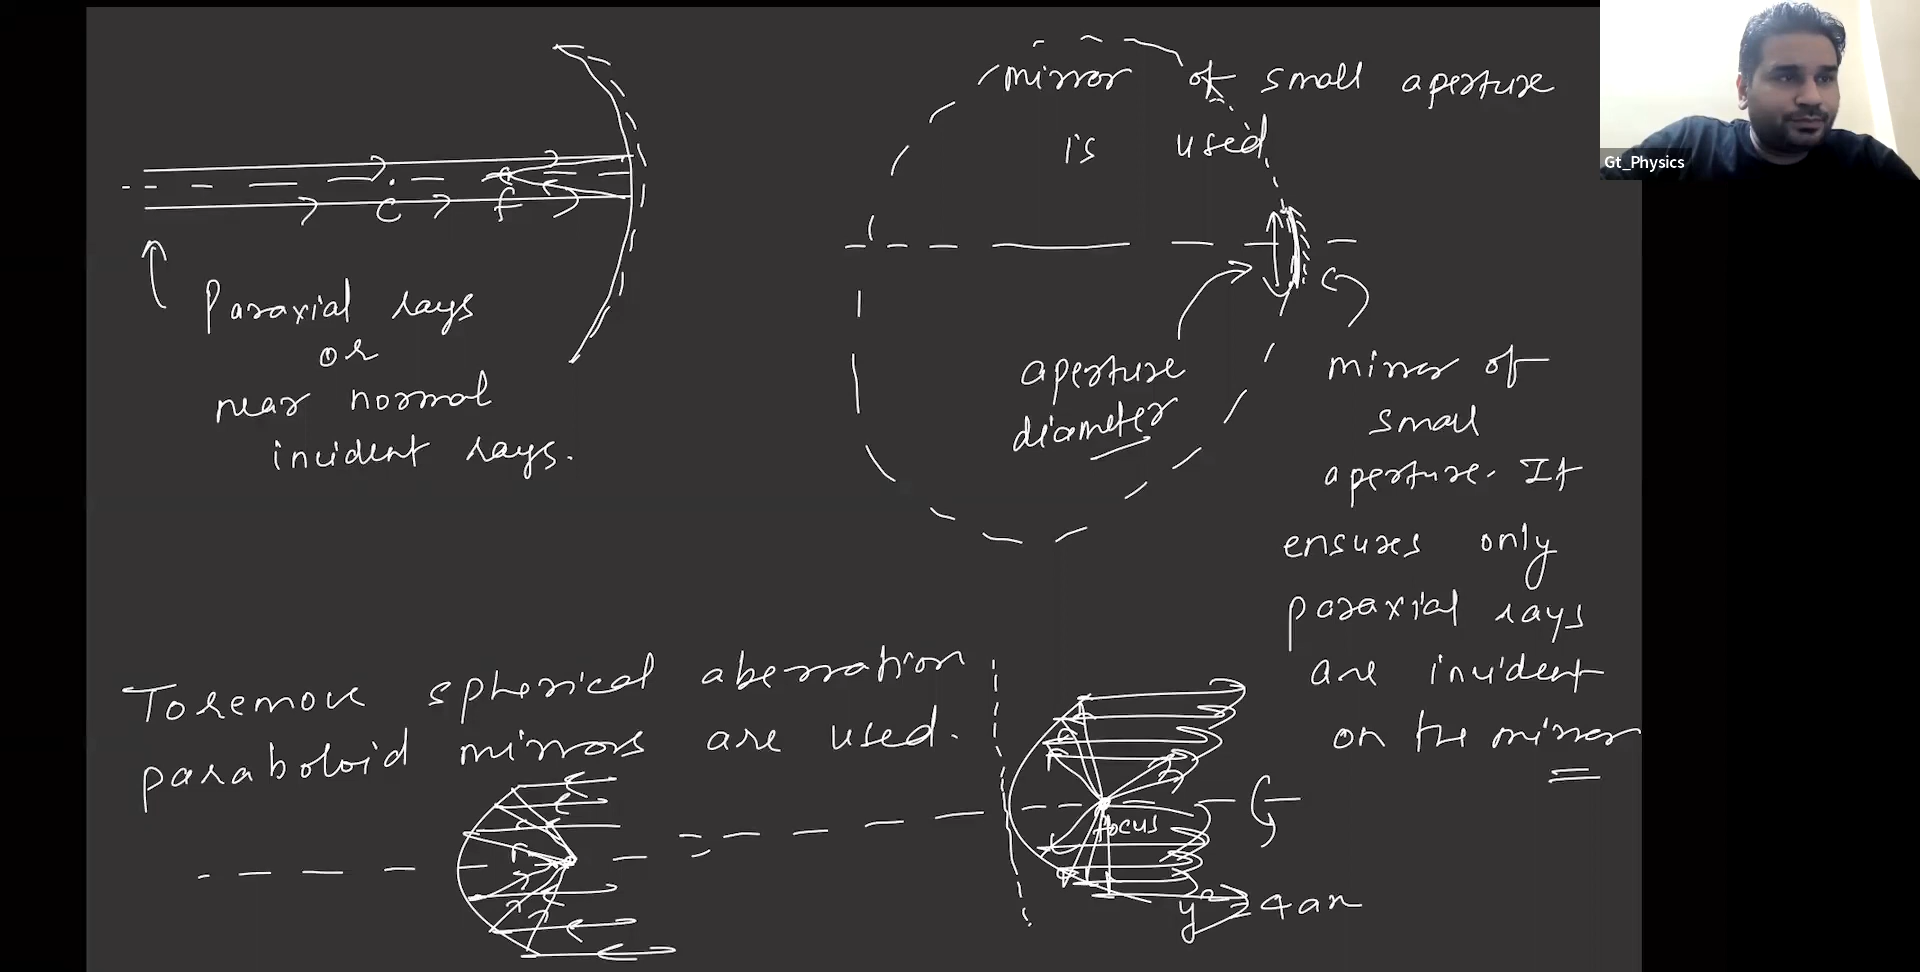 mirror of small aperture
is used
Gt_Physics
C
f
Paraxial rays
or
near normal
incident rays.
aperture
diameter
mirror of
small
aperture. It
ensures only
paraxial rays
are incident
on the mirror
To remove spherical aberration
paraboloid mirrors are used.
focus
y² = 4ax